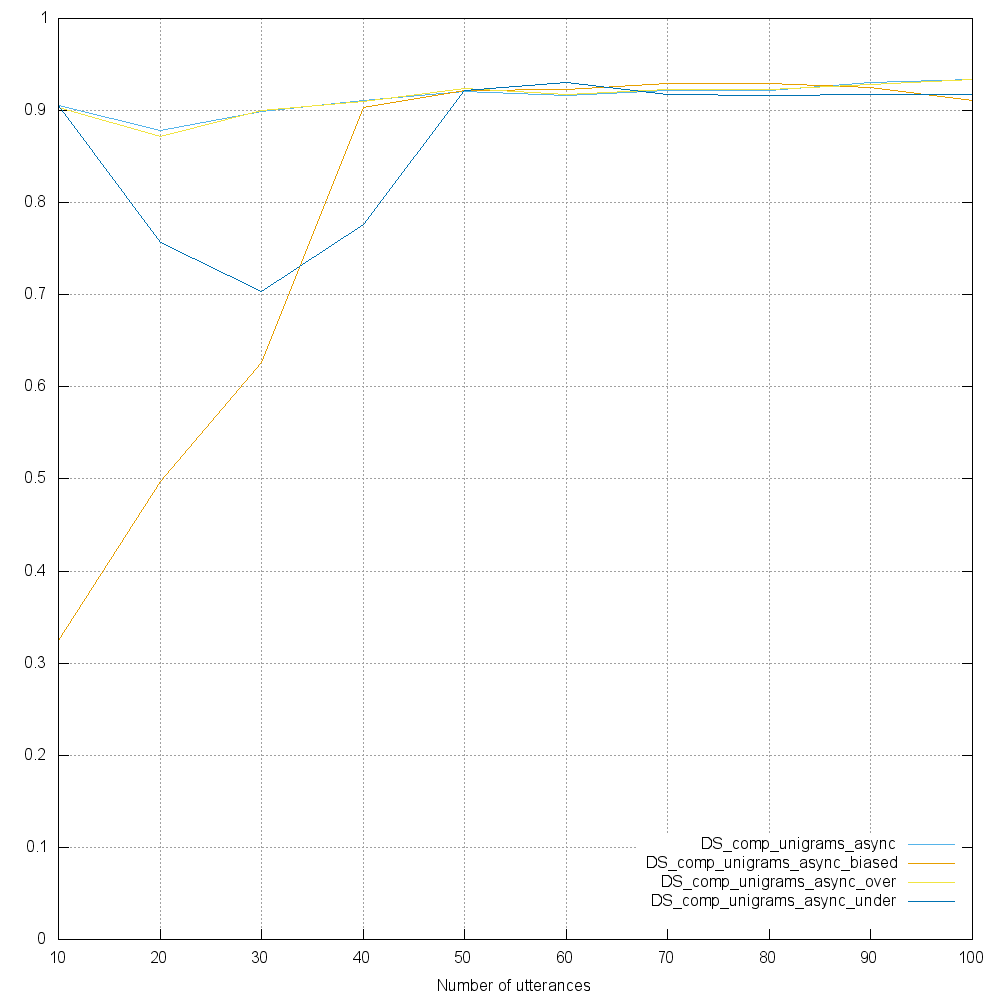 1
0.9
0.8
0.7
0.6
0.5
0.4
0.3
0.2
0.1
0
DS_comp_unigrams_async
DS_comp_unigrams_async_biased
DS_comp_unigrams_async_over
DS_comp_unigrams_async_under
10 20 30 40 50 60 70 80 90 100
Number of utterances